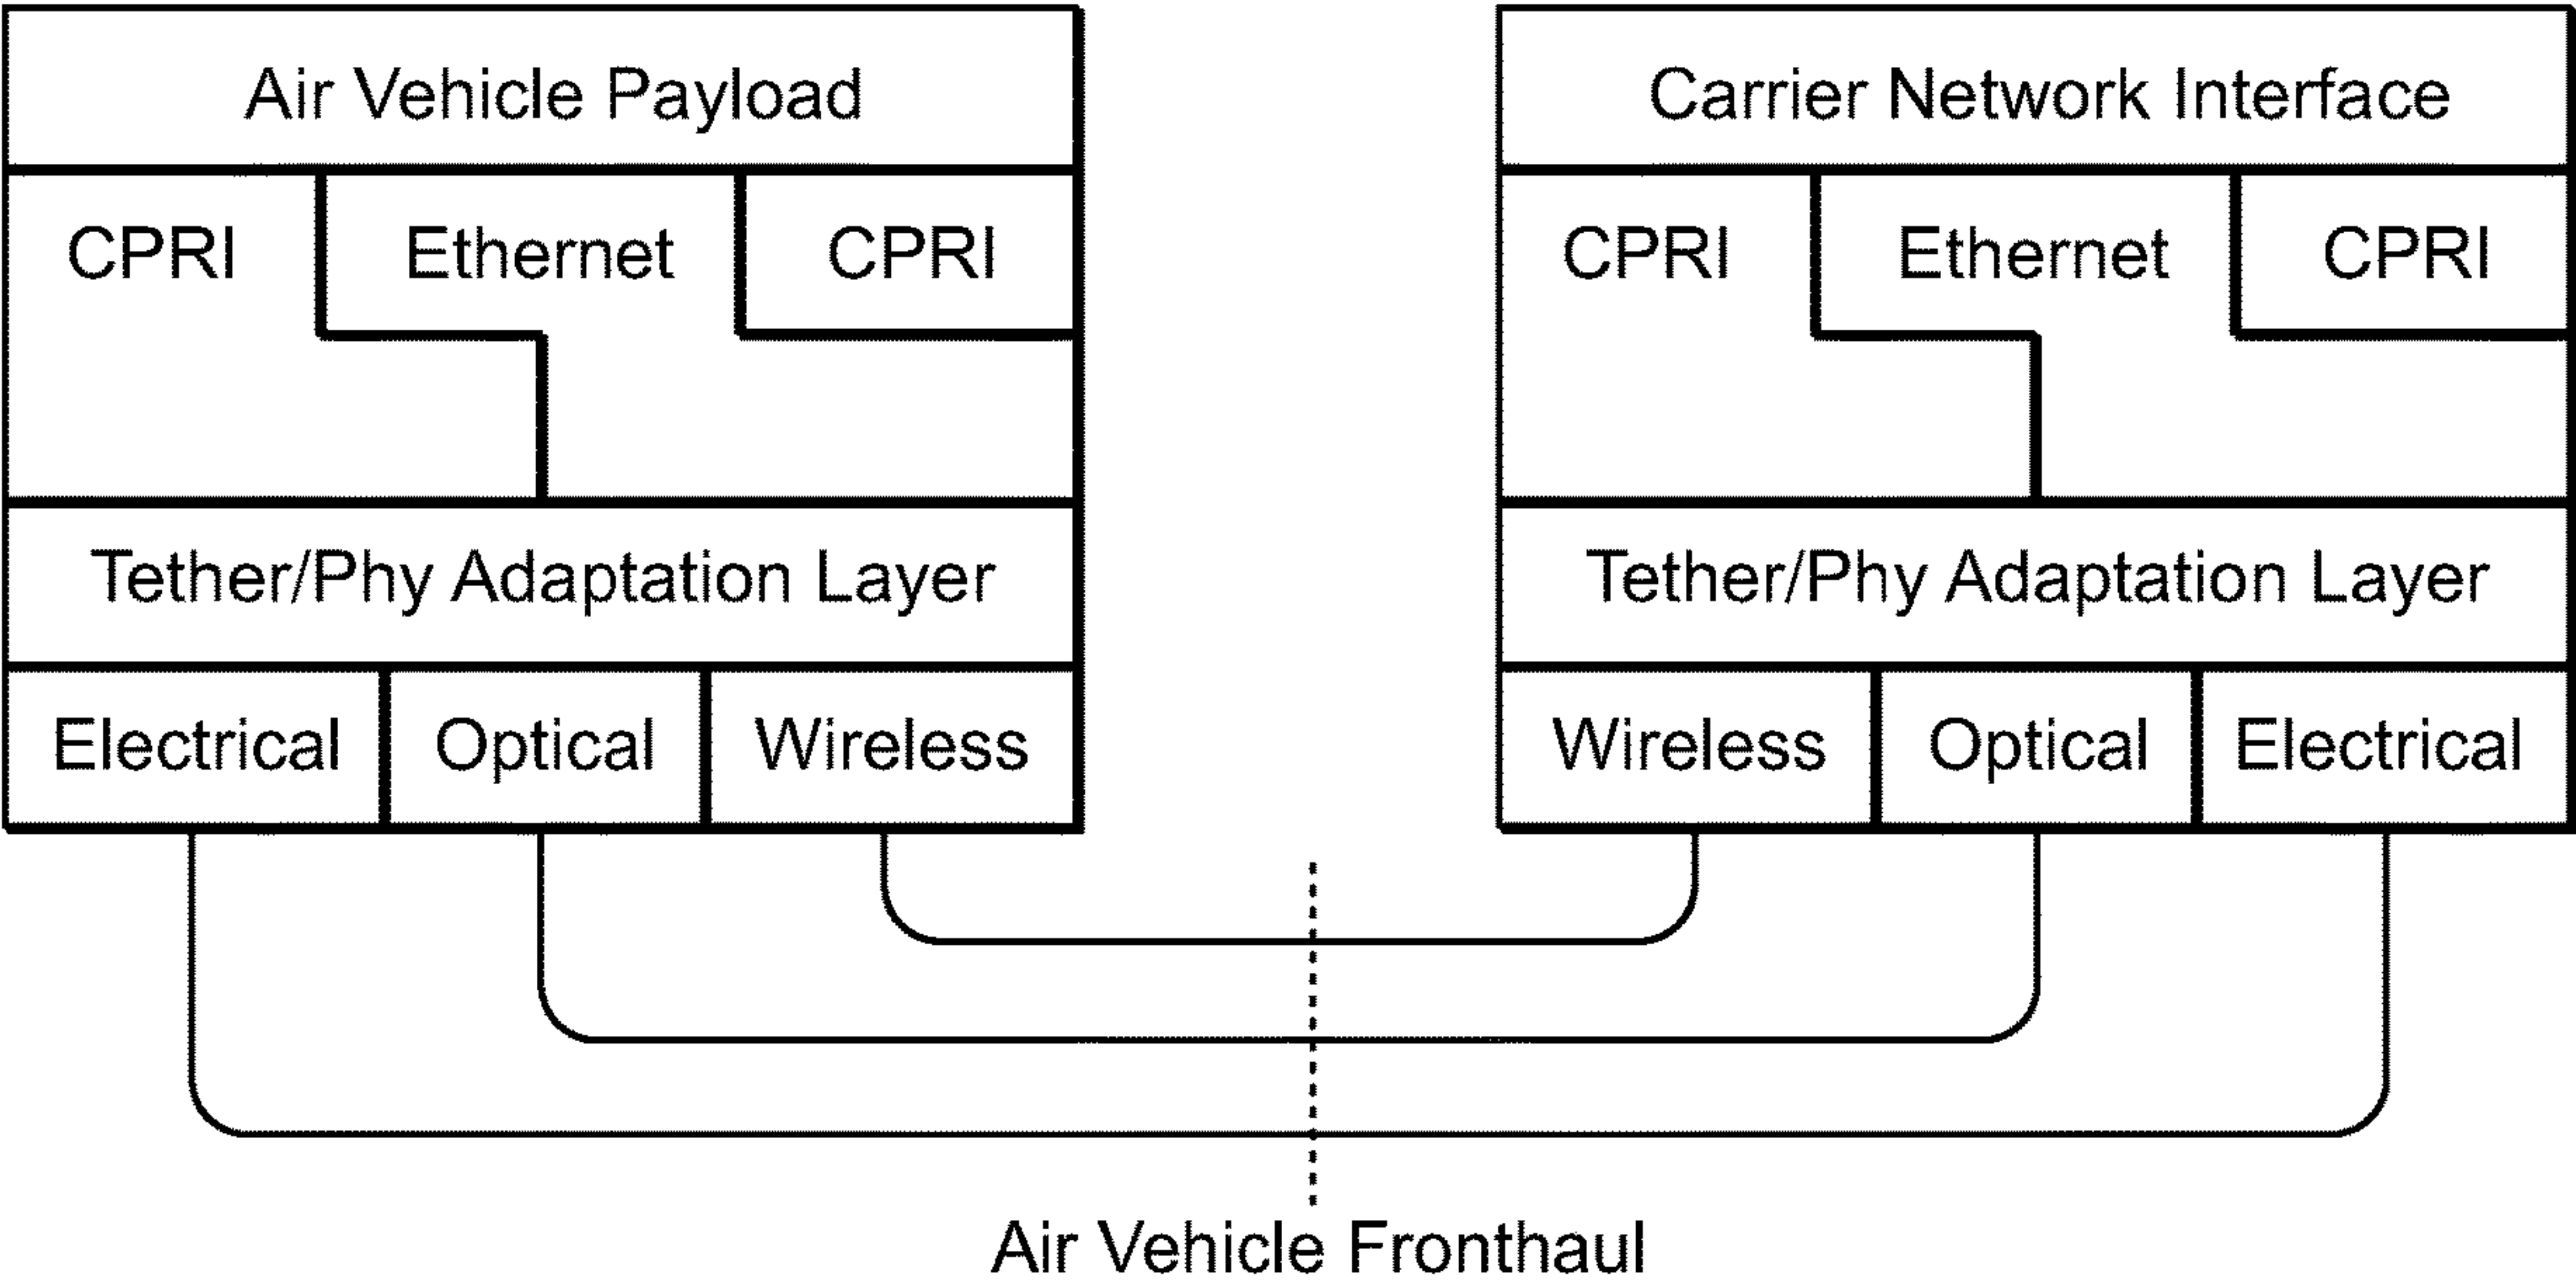 Air Vehicle Payload
CPRI
Ethernet
CPRI
Tether/Phy Adaptation Layer
Electrical
Optical
Wireless
Carrier Network Interface
CPRI
Ethernet
CPRI
Tether/Phy Adaptation Layer
Wireless
Optical
Electrical
Air Vehicle Fronthaul